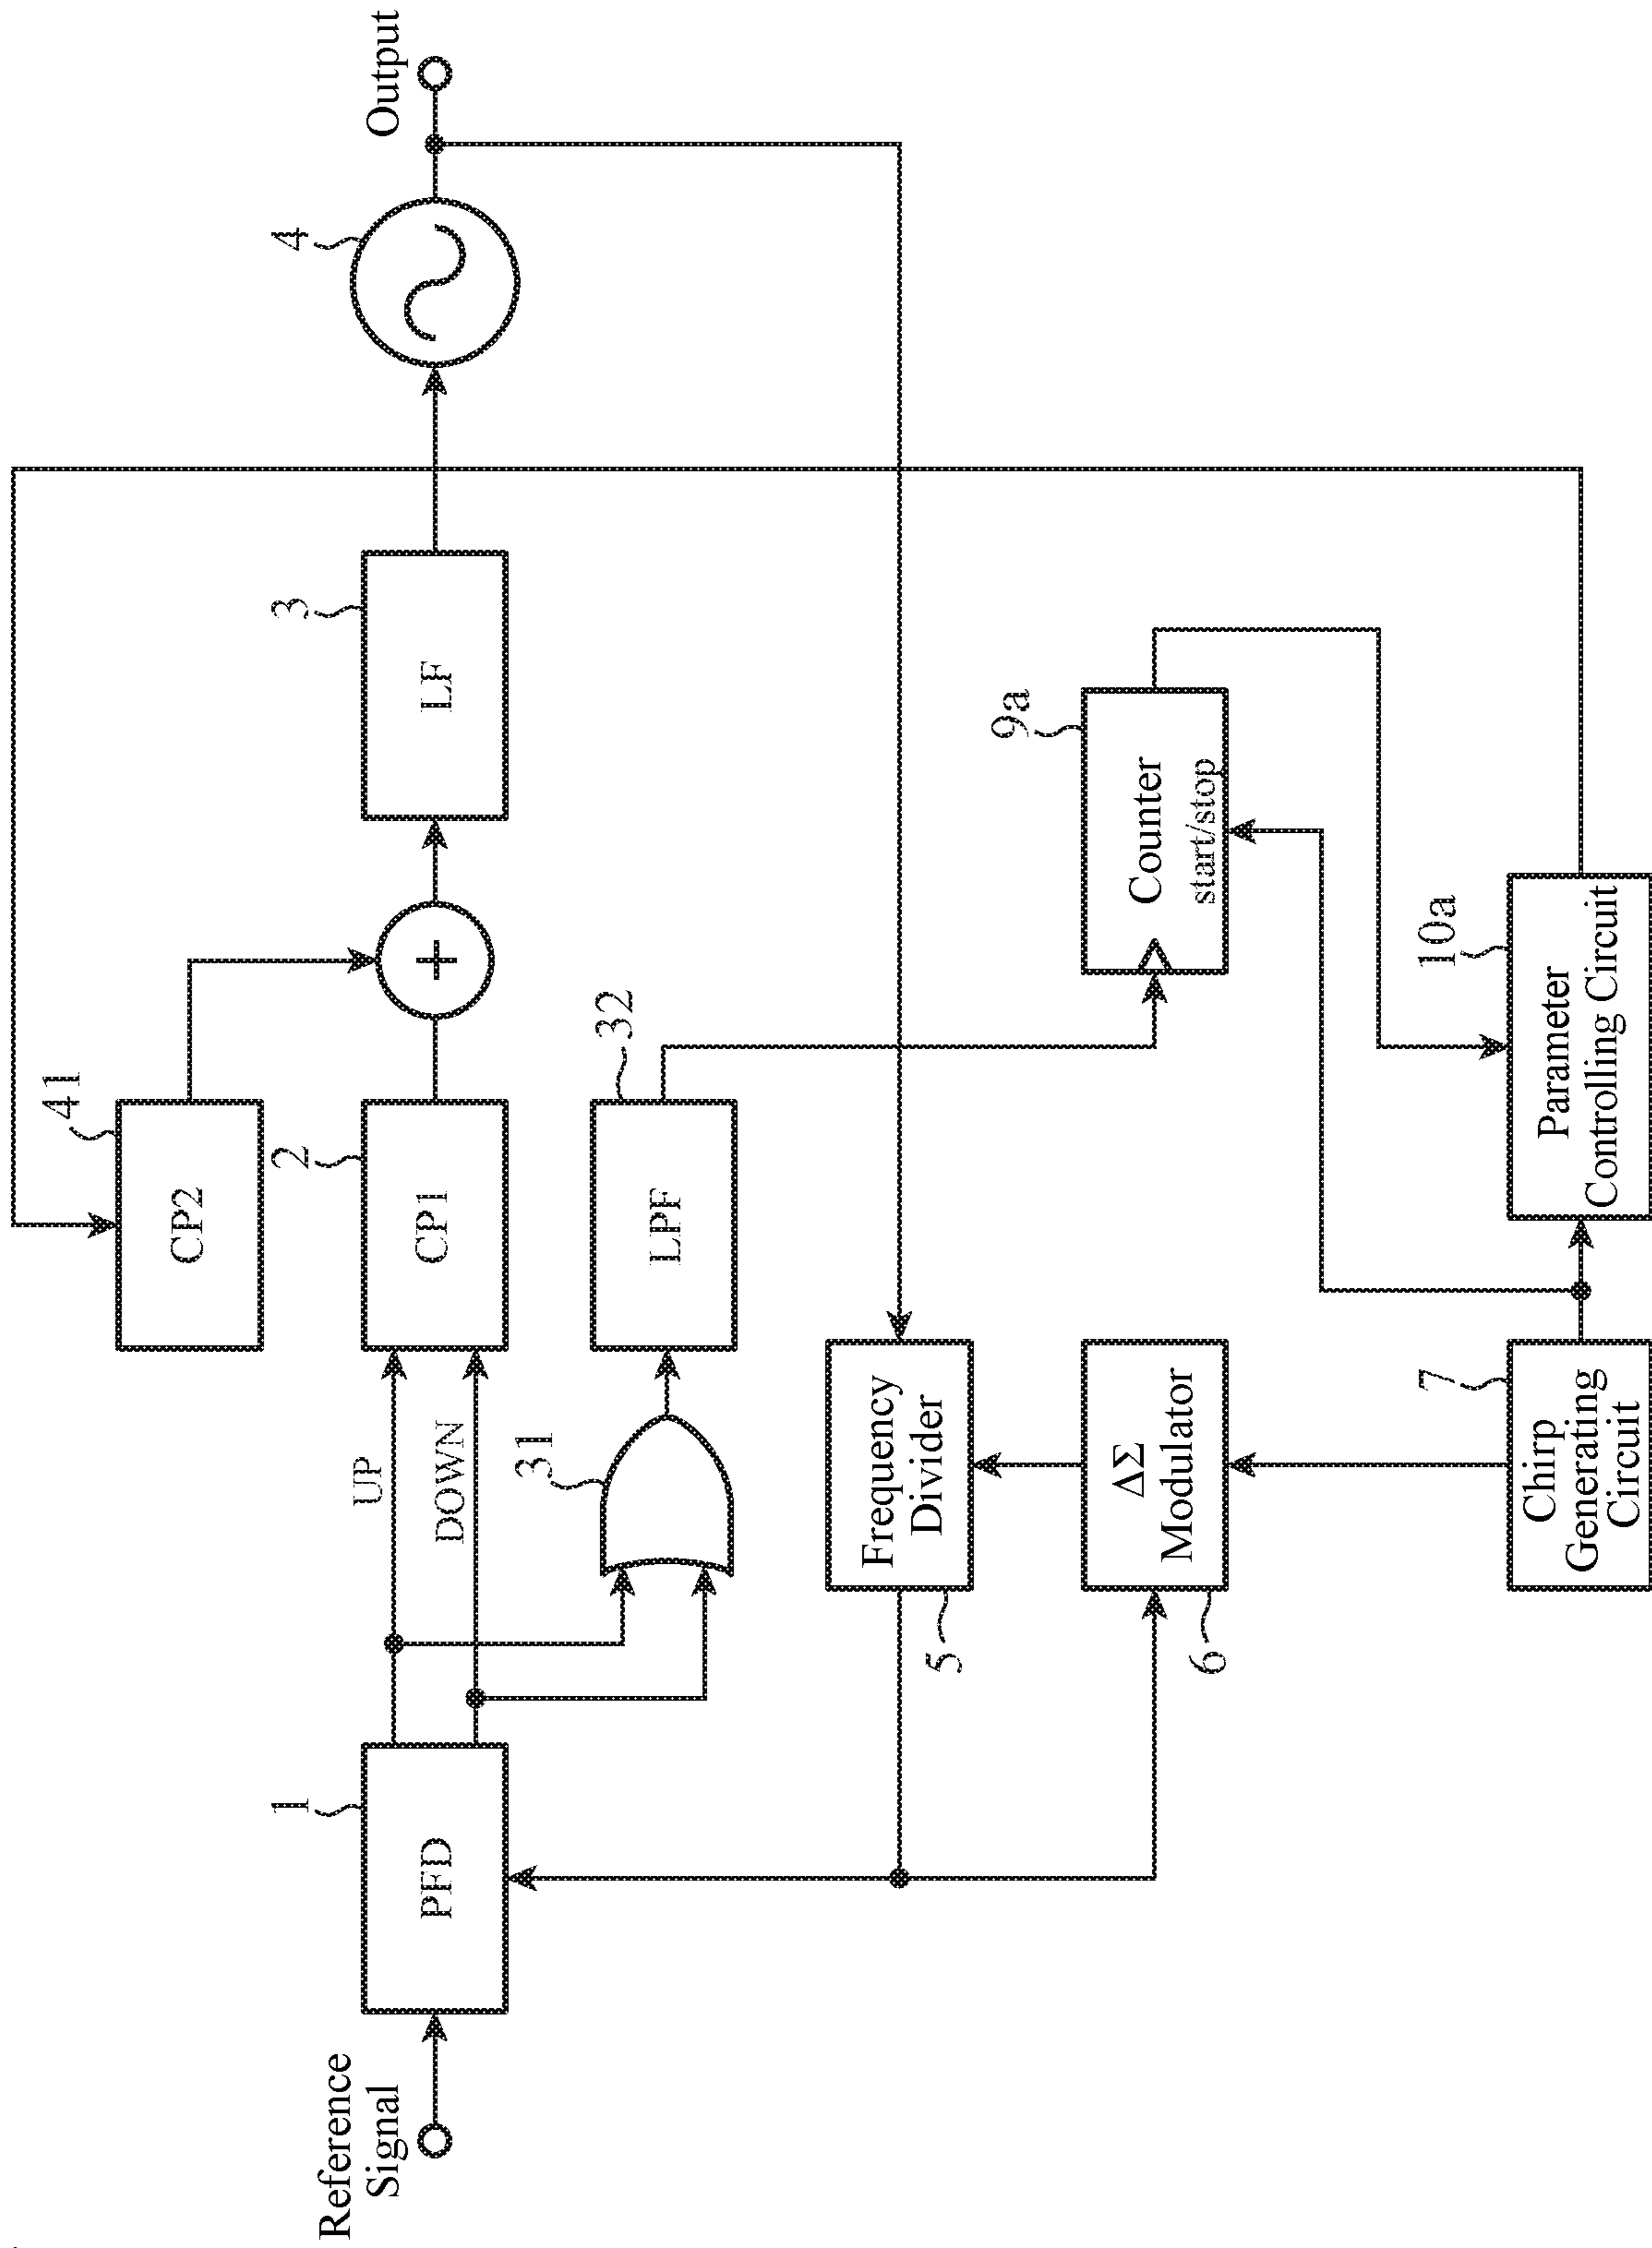 Reference
Signal
1
PFD
UP
DOWN
41
CP2
2
CP1
31
32
LPF
+
3
LF
4
Output
5
Frequency
Divider
6
ΔΣ
Modulator
7
Chirp
Generating
Circuit
9a
Counter
start/stop
10a
Parameter
Controlling Circuit